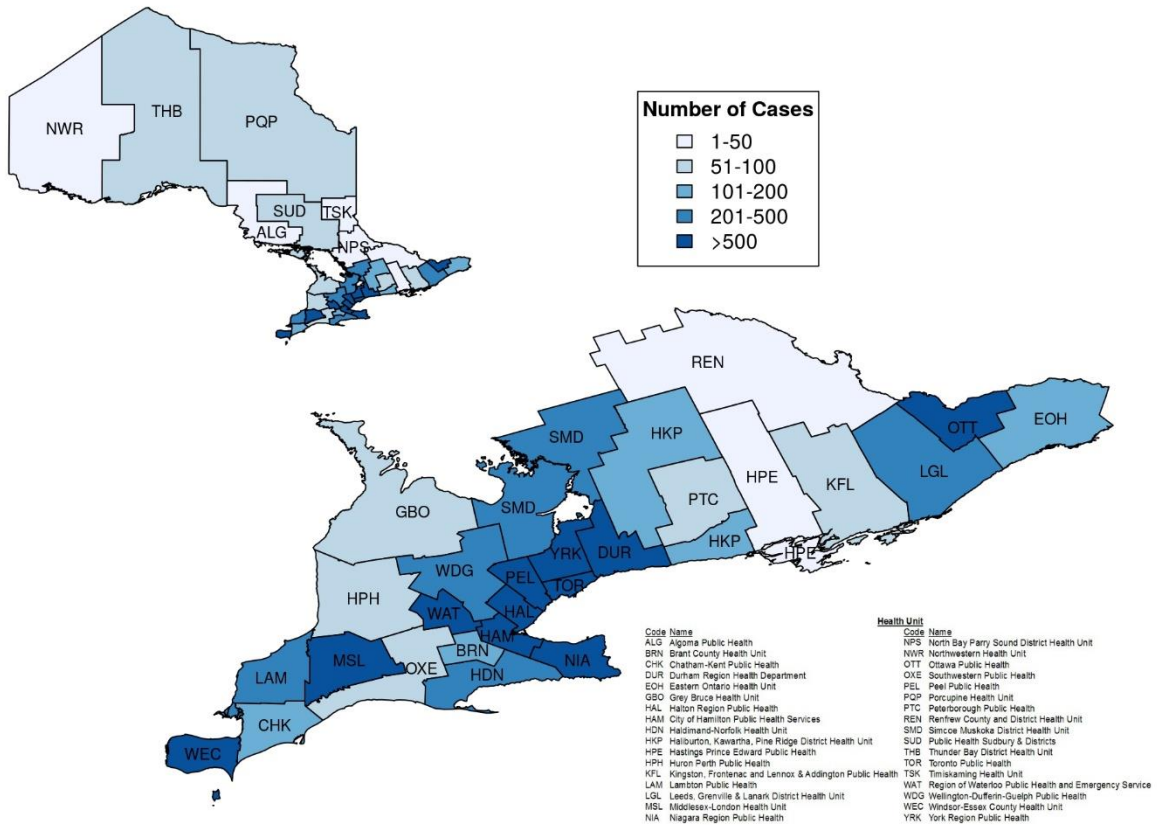 NWR
THB
PQP
SUD
TSK
ALG
NPS
Number of Cases
1-50
51-100
101-200
201-500
>500
REN
SMD
HKP
OTT
EOH
HPE
KFL
LGL
PTC
GBO
SMD
HKP
HPE
YRK
DUR
WDG
PEL
TOR
HPH
WAT
HAL
HAM
MSL
OXE
BRN
NIA
LAM
HDN
CHK
WEC
Health Unit
Code Name
ALG Algoma Public Health
BRN Brant County Health Unit
CHK Chatham-Kent Public Health
DUR Durham Region Health Department
EOH Eastern Ontario Health Unit
GBO Grey Bruce Health Unit
HAL Halton Region Public Health
HAM City of Hamilton Public Health Services
HDN Haldimand-Norfolk Health Unit
HKP Haliburton, Kawartha, Pine Ridge District Health Unit
HPE Hastings Prince Edward Public Health
HPH Huron Perth Public Health
KFL Kingston, Frontenac and Lennox & Addington Public Health
LAM Lambton Public Health
LGL Leeds, Grenville & Lanark District Health Unit
MSL Middlesex-London Health Unit
NIA Niagara Region Public Health
Code Name
NPS North Bay Parry Sound District Health Unit
NWR Northwestern Health Unit
OTT Ottawa Public Health
OXE Southwestern Public Health
PEL Peel Public Health
PQP Porcupine Health Unit
PTC Peterborough Public Health
REN Renfrew County and District Health Unit
SMD Simcoe Muskoka District Health Unit
SUD Public Health Sudbury & Districts
THB Thunder Bay District Health Unit
TOR Toronto Public Health
TSK Timiskaming Health Unit
WAT Region of Waterloo Public Health and Emergency Service
WDG Wellington-Dufferin-Guelph Public Health
WEC Windsor-Essex County Health Unit
YRK York Region Public Health